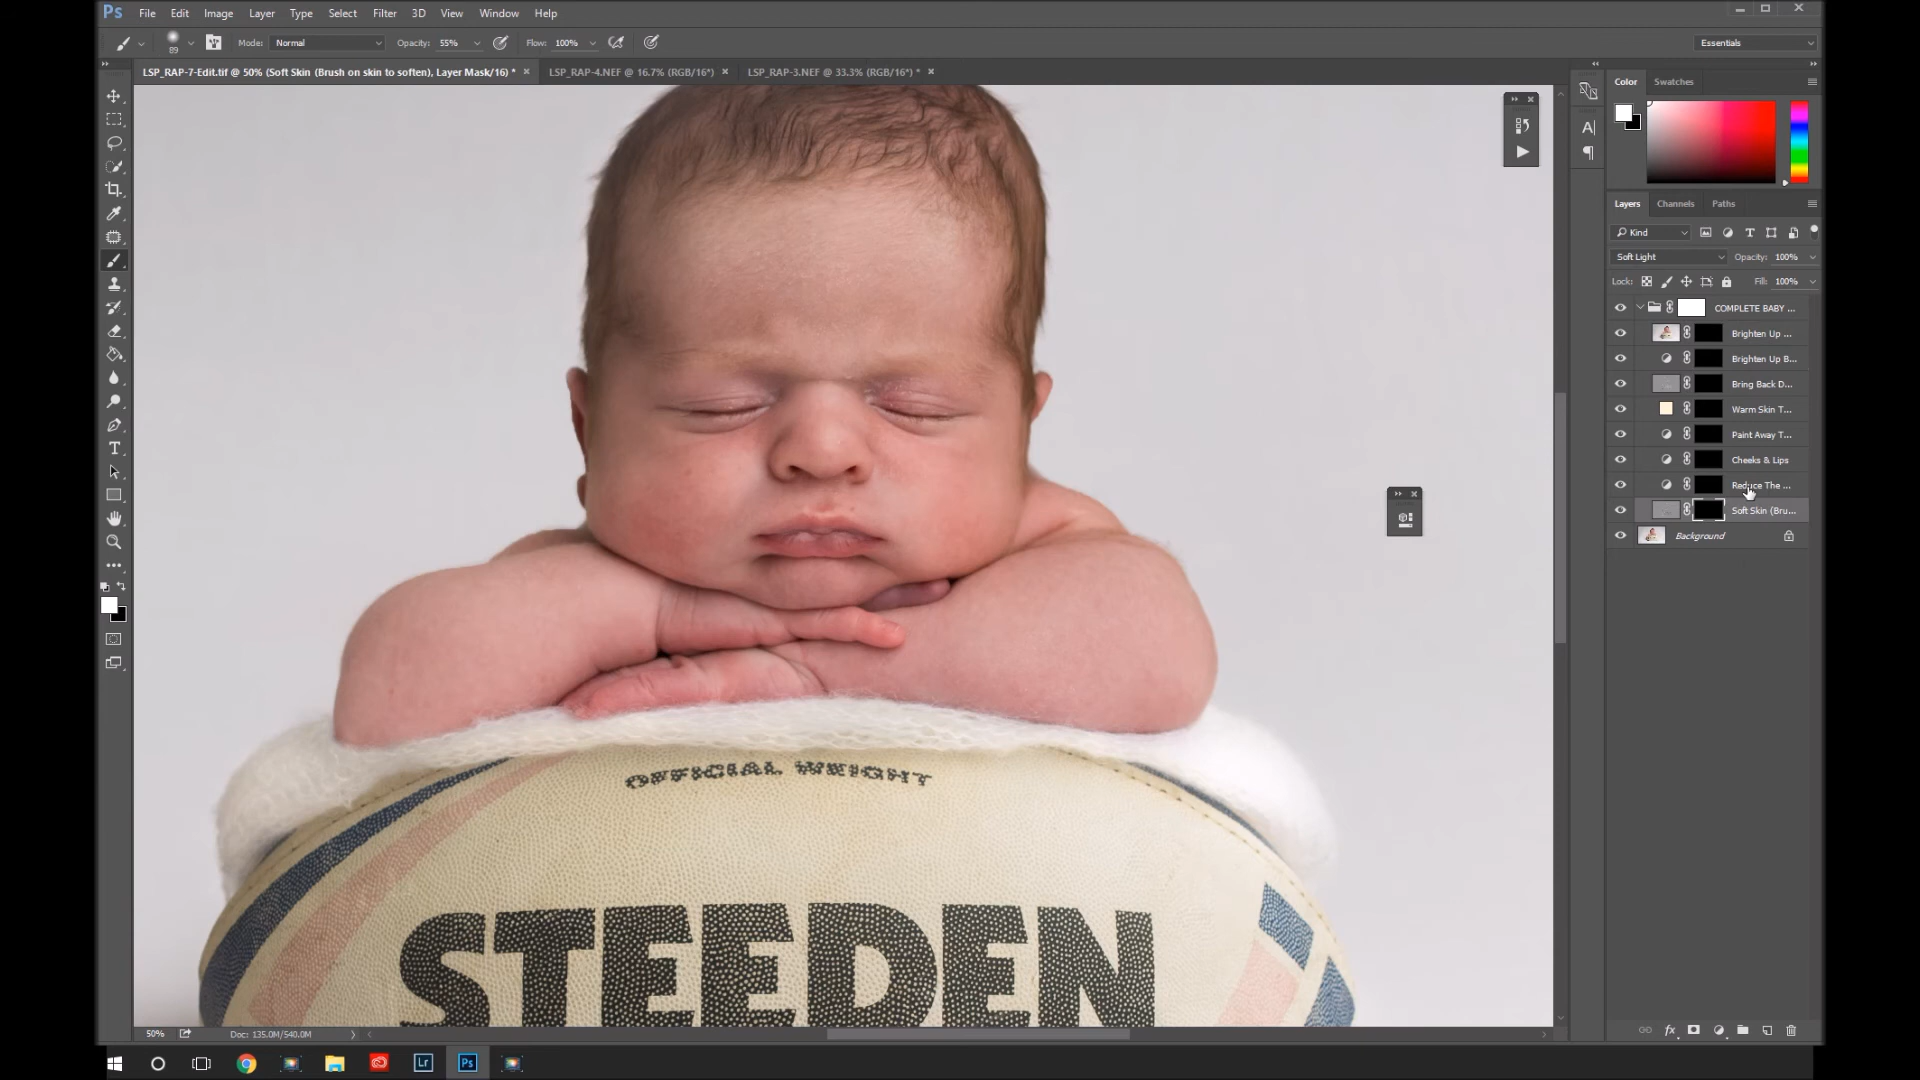 Ps File Edit Image Layer Type Select Filter 3D View Window Help
89 Mode: Normal Opacity: 55% Flow: 100% Essentials
LSP_RAP-7-Edit.tif @ 50% (Soft Skin (Brush on skin to soften), Layer Mask/16) * LSP_RAP-4.NEF @ 16.7% (RGB/16*) LSP_RAP-3.NEF @ 33.3% (RGB/16*) *
Color Swatches
Layers Channels Paths
Kind
Soft Light Opacity: 100%
Lock: Fill: 100%
COMPLETE BABY ...
Brighten Up ...
Brighten Up B...
Bring Back D...
Warm Skin T...
Paint Away T...
Cheeks & Lips
Reduce The ...
Soft Skin (Bru...
Background
OFFICIAL WEIGHT
STEEDEN
50% Doc: 135.0M/540.0M
fx
Lr Ps